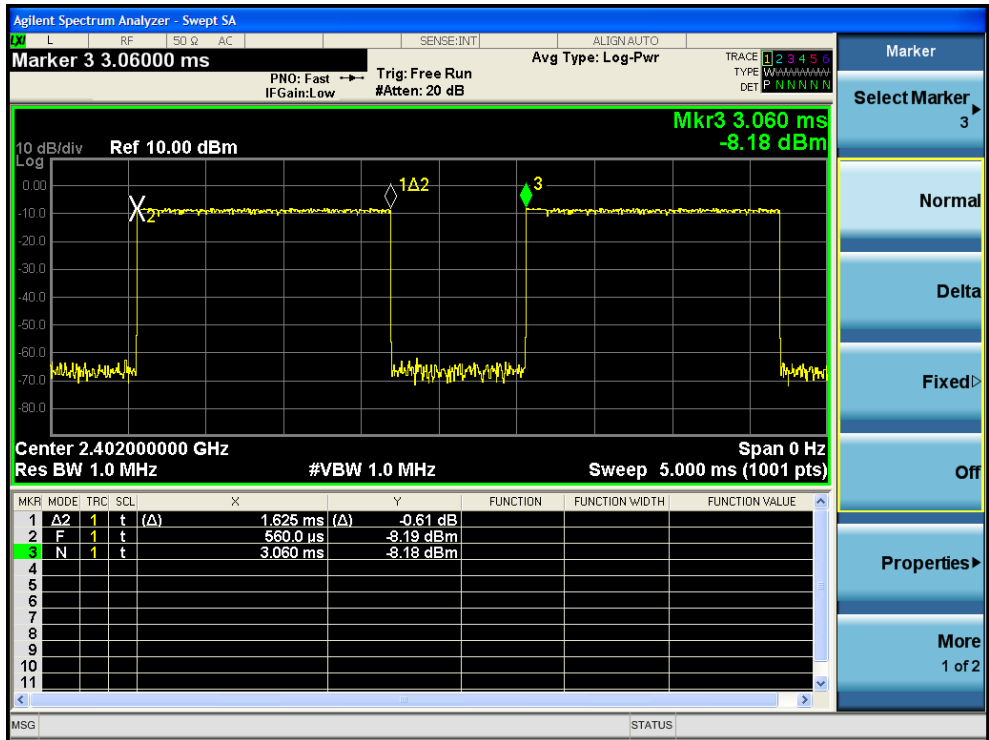 Agilent Spectrum Analyzer - Swept SA
LXI L RF 50 Ω AC SENSE:INT ALIGN AUTO
Marker 3 3.06000 ms
PNO: Fast
IFGain:Low
Trig: Free Run
#Atten: 20 dB
Avg Type: Log-Pwr
TRACE 1 2 3 4 5 6
TYPE W
DET P N N N N N
Mkr3 3.060 ms
-8.18 dBm
10 dB/div Ref 10.00 dBm
Log
0.00
-10.0
-20.0
-30.0
-40.0
-50.0
-60.0
-70.0
-80.0
2
1Δ2
3
Center 2.402000000 GHz Span 0 Hz
Res BW 1.0 MHz #VBW 1.0 MHz Sweep 5.000 ms (1001 pts)
MKR MODE TRC SCL X Y FUNCTION FUNCTION WIDTH FUNCTION VALUE
1 Δ2 1 t (Δ) 1.625 ms (Δ) -0.61 dB
2 F 1 t 560.0 µs -8.19 dBm
3 N 1 t 3.060 ms -8.18 dBm
4
5
6
7
8
9
10
11
MSG STATUS
Marker
Select Marker
3
Normal
Delta
Fixed
Off
Properties
More
1 of 2